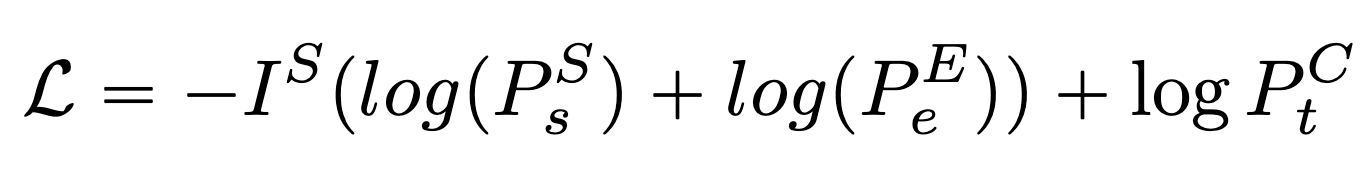 ℒ = −I^S(log(P_s^S) + log(P_e^E)) + log P_t^C